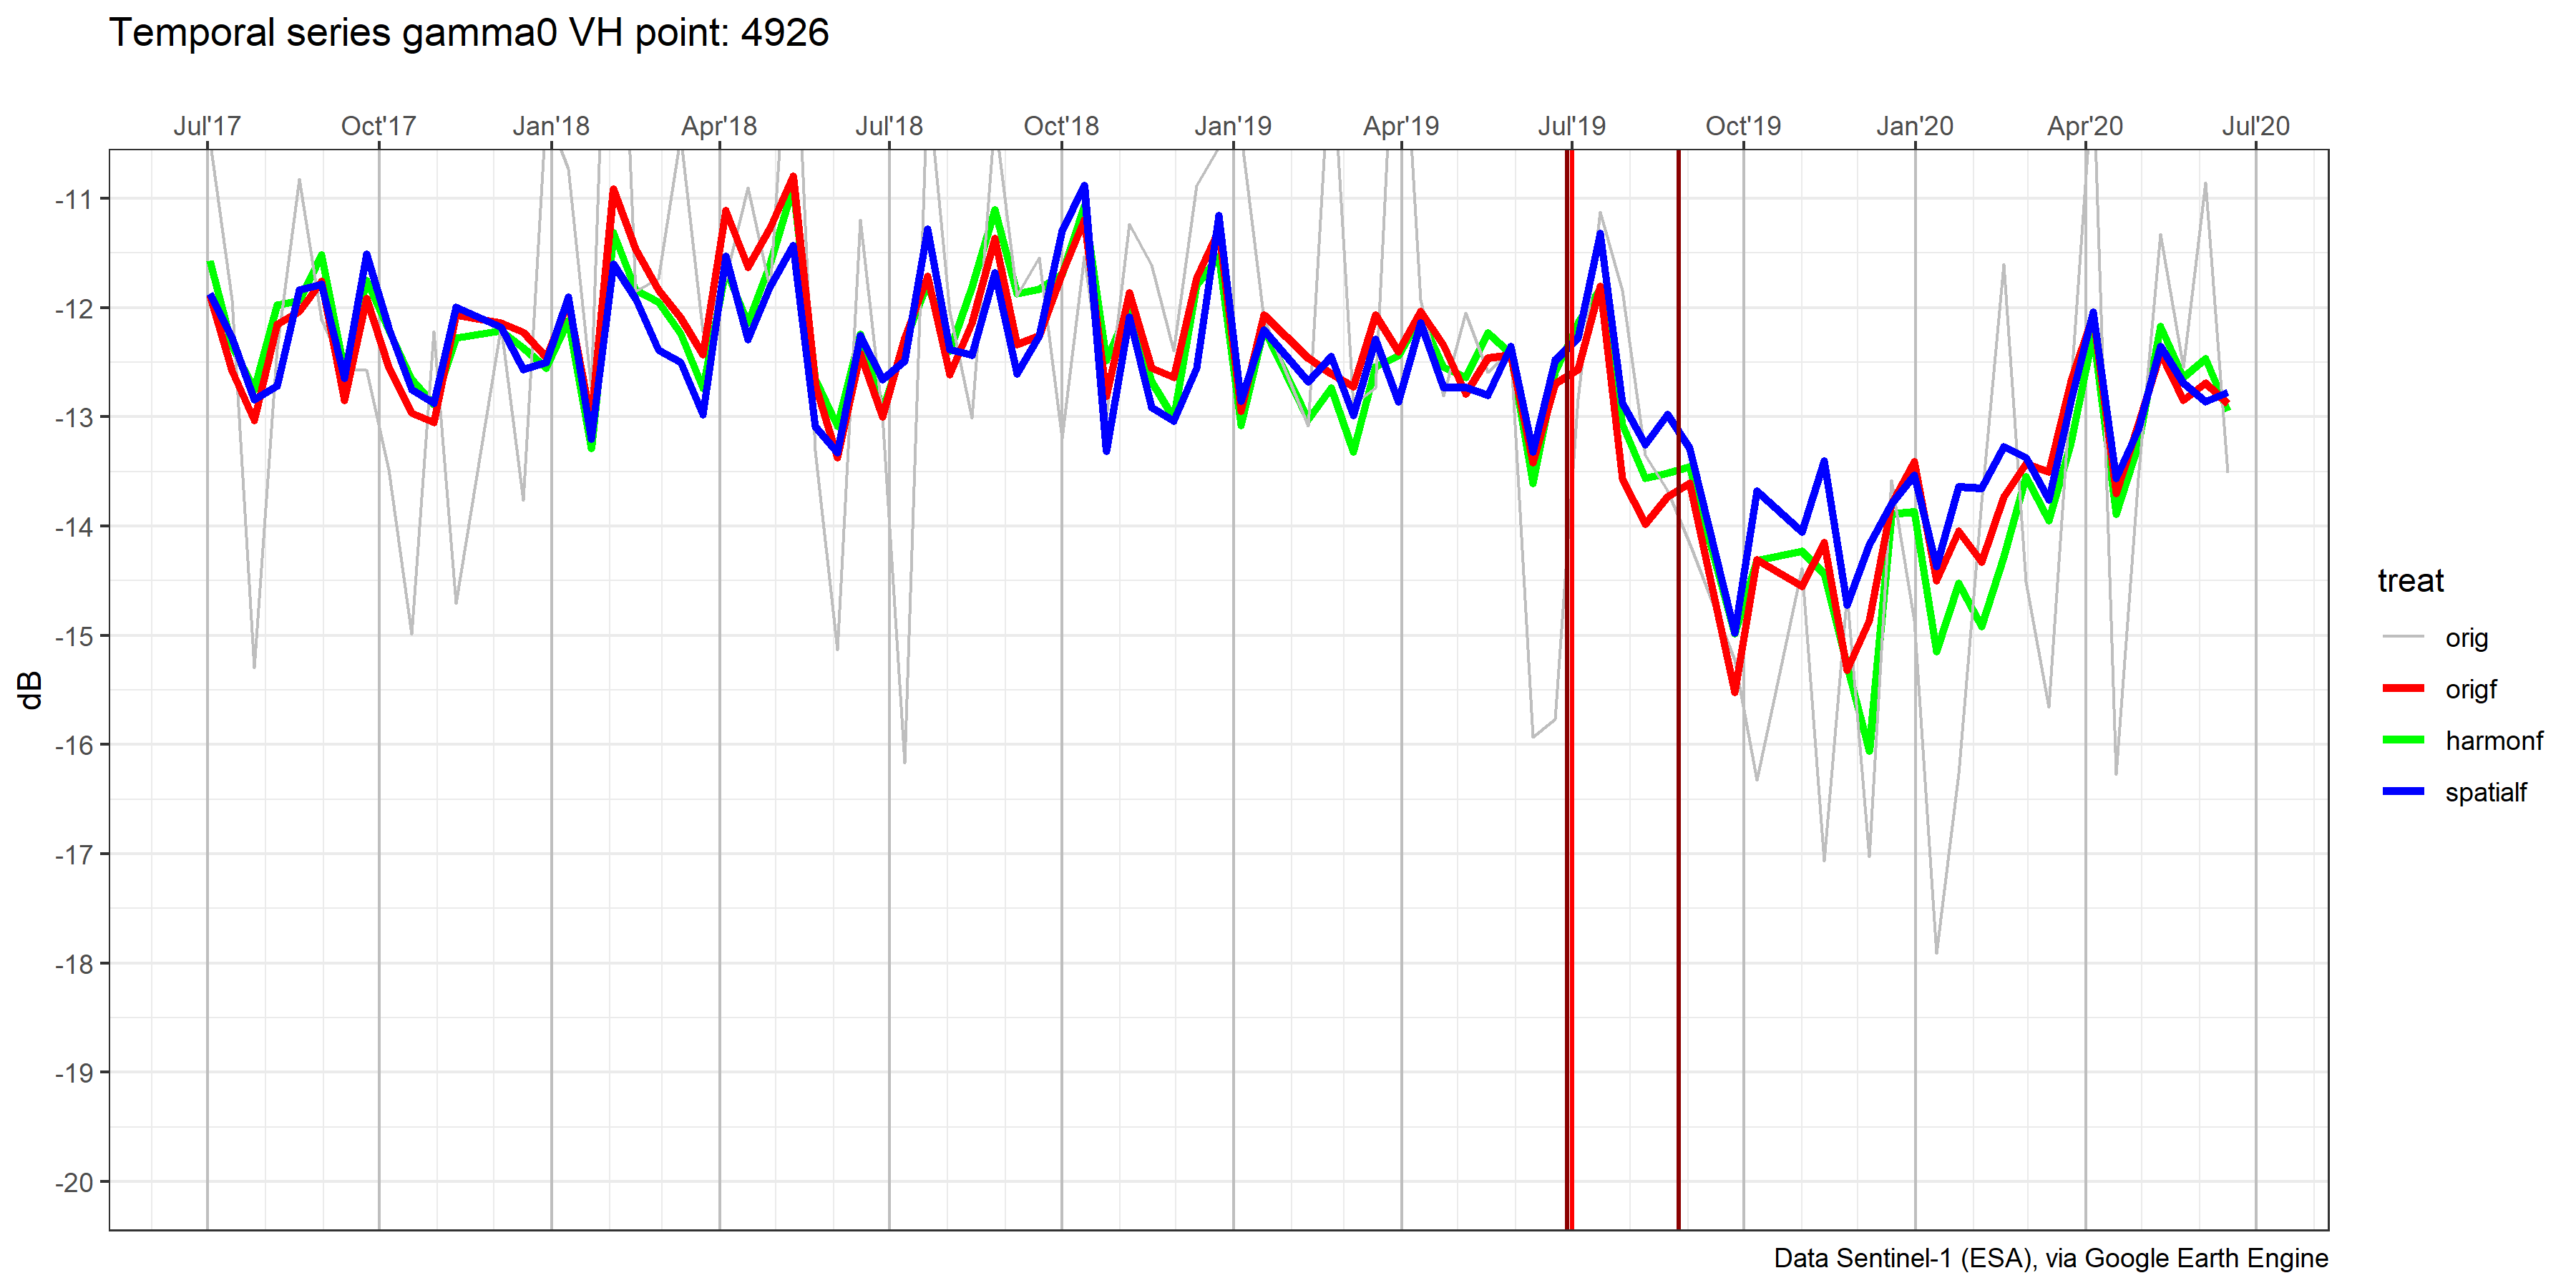 Temporal series gamma0 VH point: 4926
Jul'17 Oct'17 Jan'18 Apr'18 Jul'18 Oct'18 Jan'19 Apr'19 Jul'19 Oct'19 Jan'20 Apr'20 Jul'20
-11
-12
-13
-14
-15
-16
-17
-18
-19
-20
dB
treat
orig
origf
harmonf
spatialf
Data Sentinel-1 (ESA), via Google Earth Engine